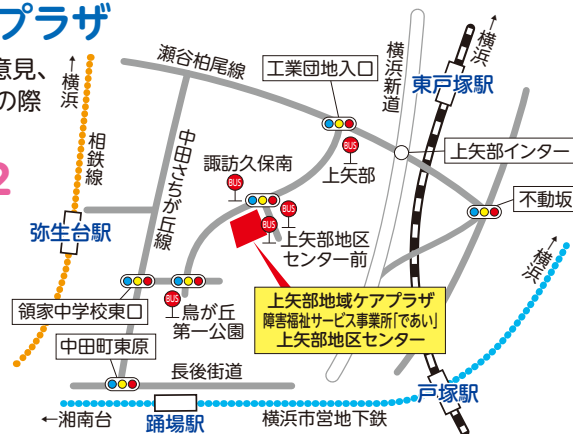 プラザ
意見、
の際
2
←横浜
相鉄線
弥生台駅
瀬谷柏尾線
工業団地入口
横浜新道
←横浜
東戸塚駅
中田さちが丘線
諏訪久保南
BUS
BUS
上矢部
上矢部インター
不動坂
BUS
BUS
上矢部地区
センター前
←横浜
領家中学校東口
BUS
鳥が丘
第一公園
上矢部地域ケアプラザ
障害福祉サービス事業所「であい」
上矢部地区センター
中田町東原
長後街道
戸塚駅
←湘南台
踊場駅
横浜市営地下鉄